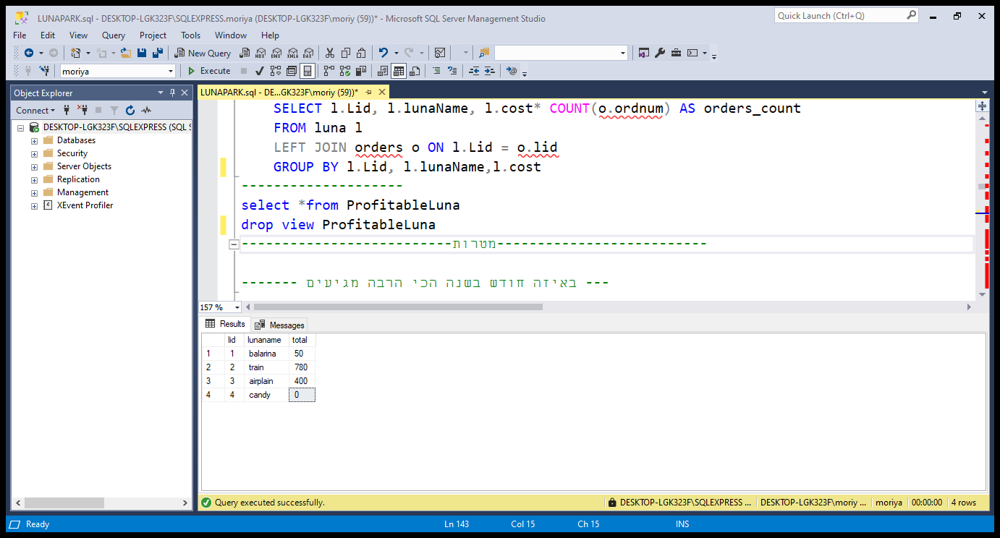 LUNAPARK.sql - DESKTOP-LGK323F\SQLEXPRESS.moriya (DESKTOP-LGK323F\moriy (59))* - Microsoft SQL Server Management Studio
Quick Launch (Ctrl+Q)
File Edit View Query Project Tools Window Help
New Query MDX DMX XMLA DAX
moriya Execute
Object Explorer
Connect
DESKTOP-LGK323F\SQLEXPRESS (SQL S
Databases
Security
Server Objects
Replication
Management
XEvent Profiler
LUNAPARK.sql - DE...GK323F\moriy (59))*
SELECT l.Lid, l.lunaName, l.cost* COUNT(o.ordnum) AS orders_count
FROM luna l
LEFT JOIN orders o ON l.Lid = o.lid
GROUP BY l.Lid, l.lunaName,l.cost
--------------------
select *from ProfitableLuna
drop view ProfitableLuna
--------------------------מטרות--------------------------
------- באיזה חודש בשנה הכי הרבה מגיעים ---
157 %
Results Messages
lid lunaname total
1 1 balarina 50
2 2 train 780
3 3 airplain 400
4 4 candy 0
Query executed successfully. DESKTOP-LGK323F\SQLEXPRESS ... DESKTOP-LGK323F\moriy ... moriya 00:00:00 4 rows
Ready Ln 143 Col 15 Ch 15 INS